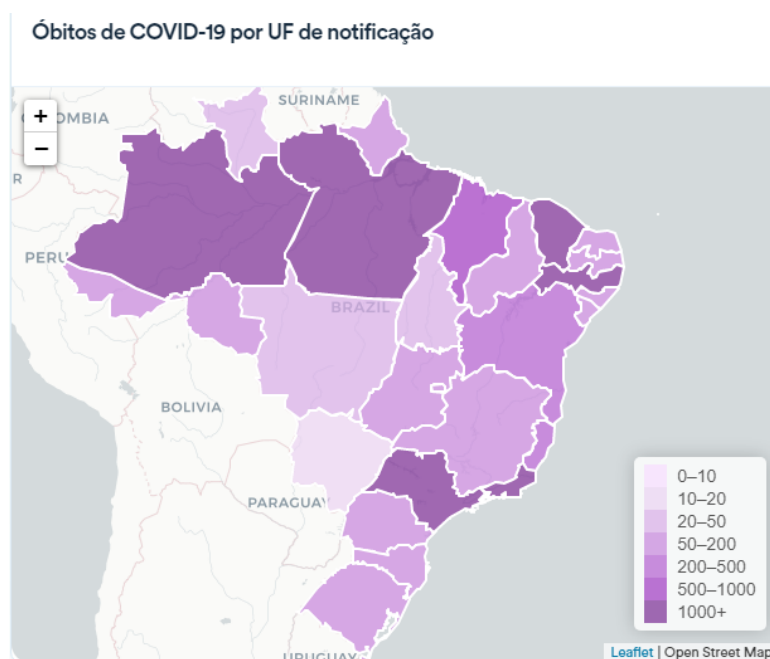 Óbitos de COVID-19 por UF de notificação
+
−
SURINAME
PERU
BRAZIL
BOLIVIA
PARAGUAY
URUGUAY
0–10
10–20
20–50
50–200
200–500
500–1000
1000+
Leaflet | Open Street Map